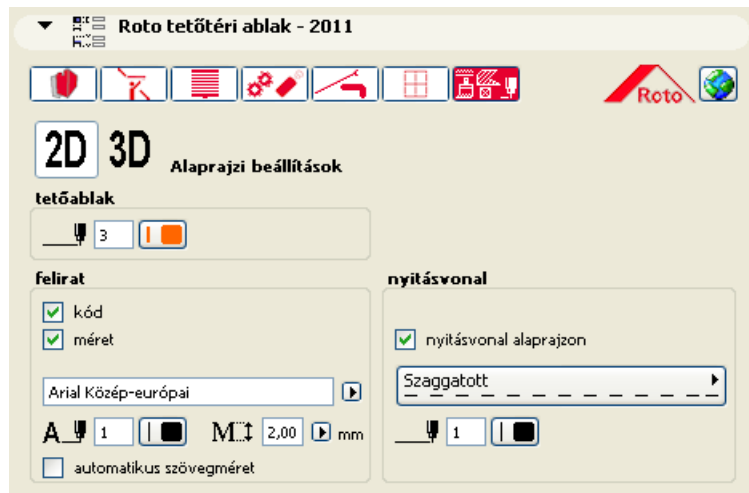 Roto tetőtéri ablak - 2011
Roto
2D 3D Alaprajzi beállítások
tetőablak
3
felirat
kód
méret
Arial Közép-európai
A 1 M 2,00 mm
automatikus szövegméret
nyitásvonal
nyitásvonal alaprajzon
Szaggatott
1